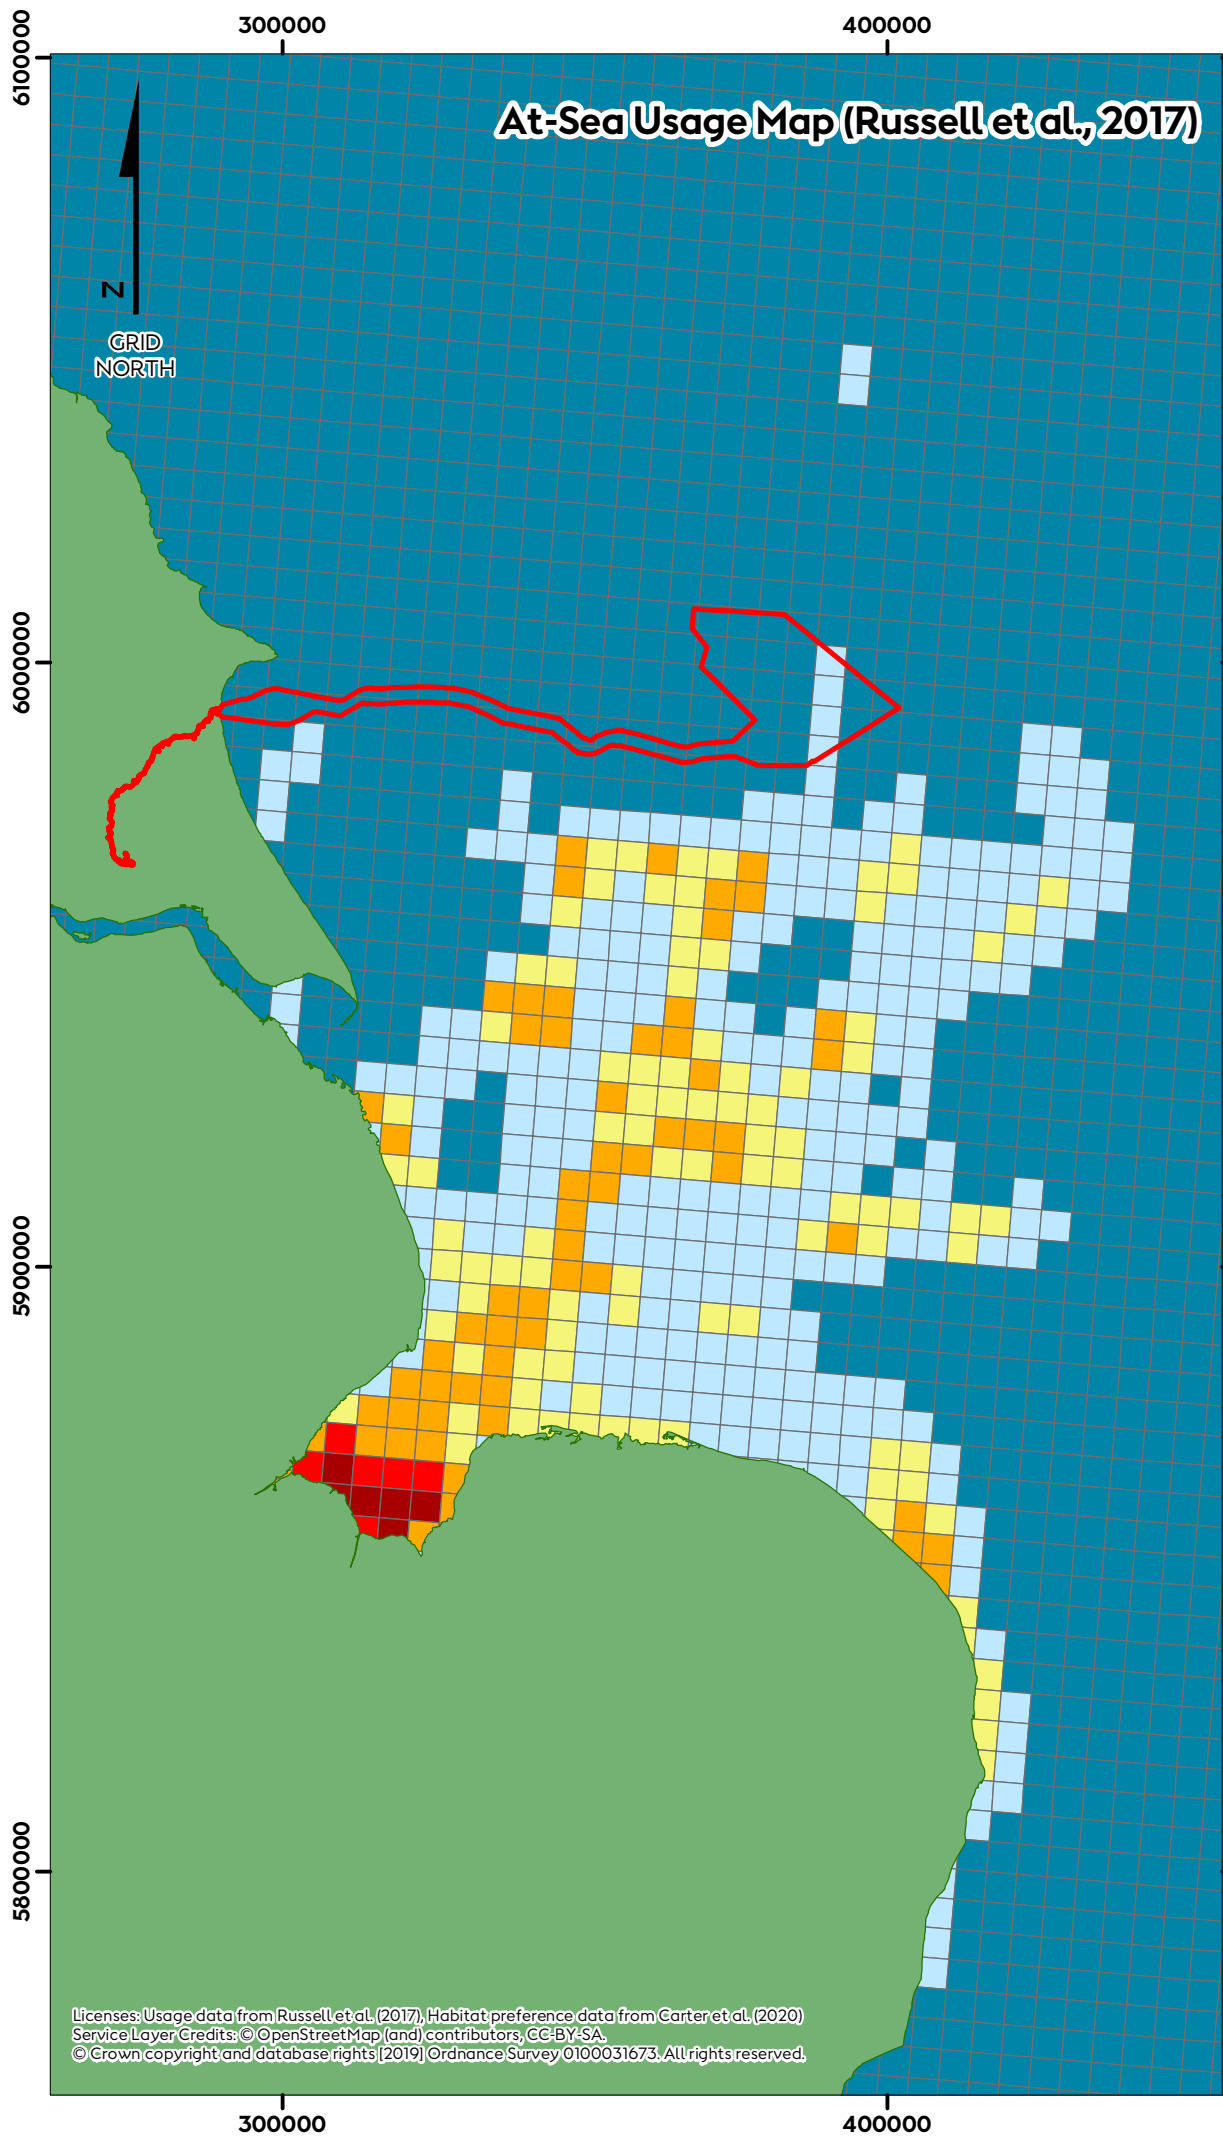 300000
400000
6100000
At-Sea Usage Map (Russell et al., 2017)
N
GRID
NORTH
6000000
5900000
5800000
Licenses: Usage data from Russell et al. (2017), Habitat preference data from Carter et al. (2020)
Service Layer Credits: © OpenStreetMap (and) contributors, CC-BY-SA.
© Crown copyright and database rights [2019] Ordnance Survey 0100031673. All rights reserved.
300000
400000